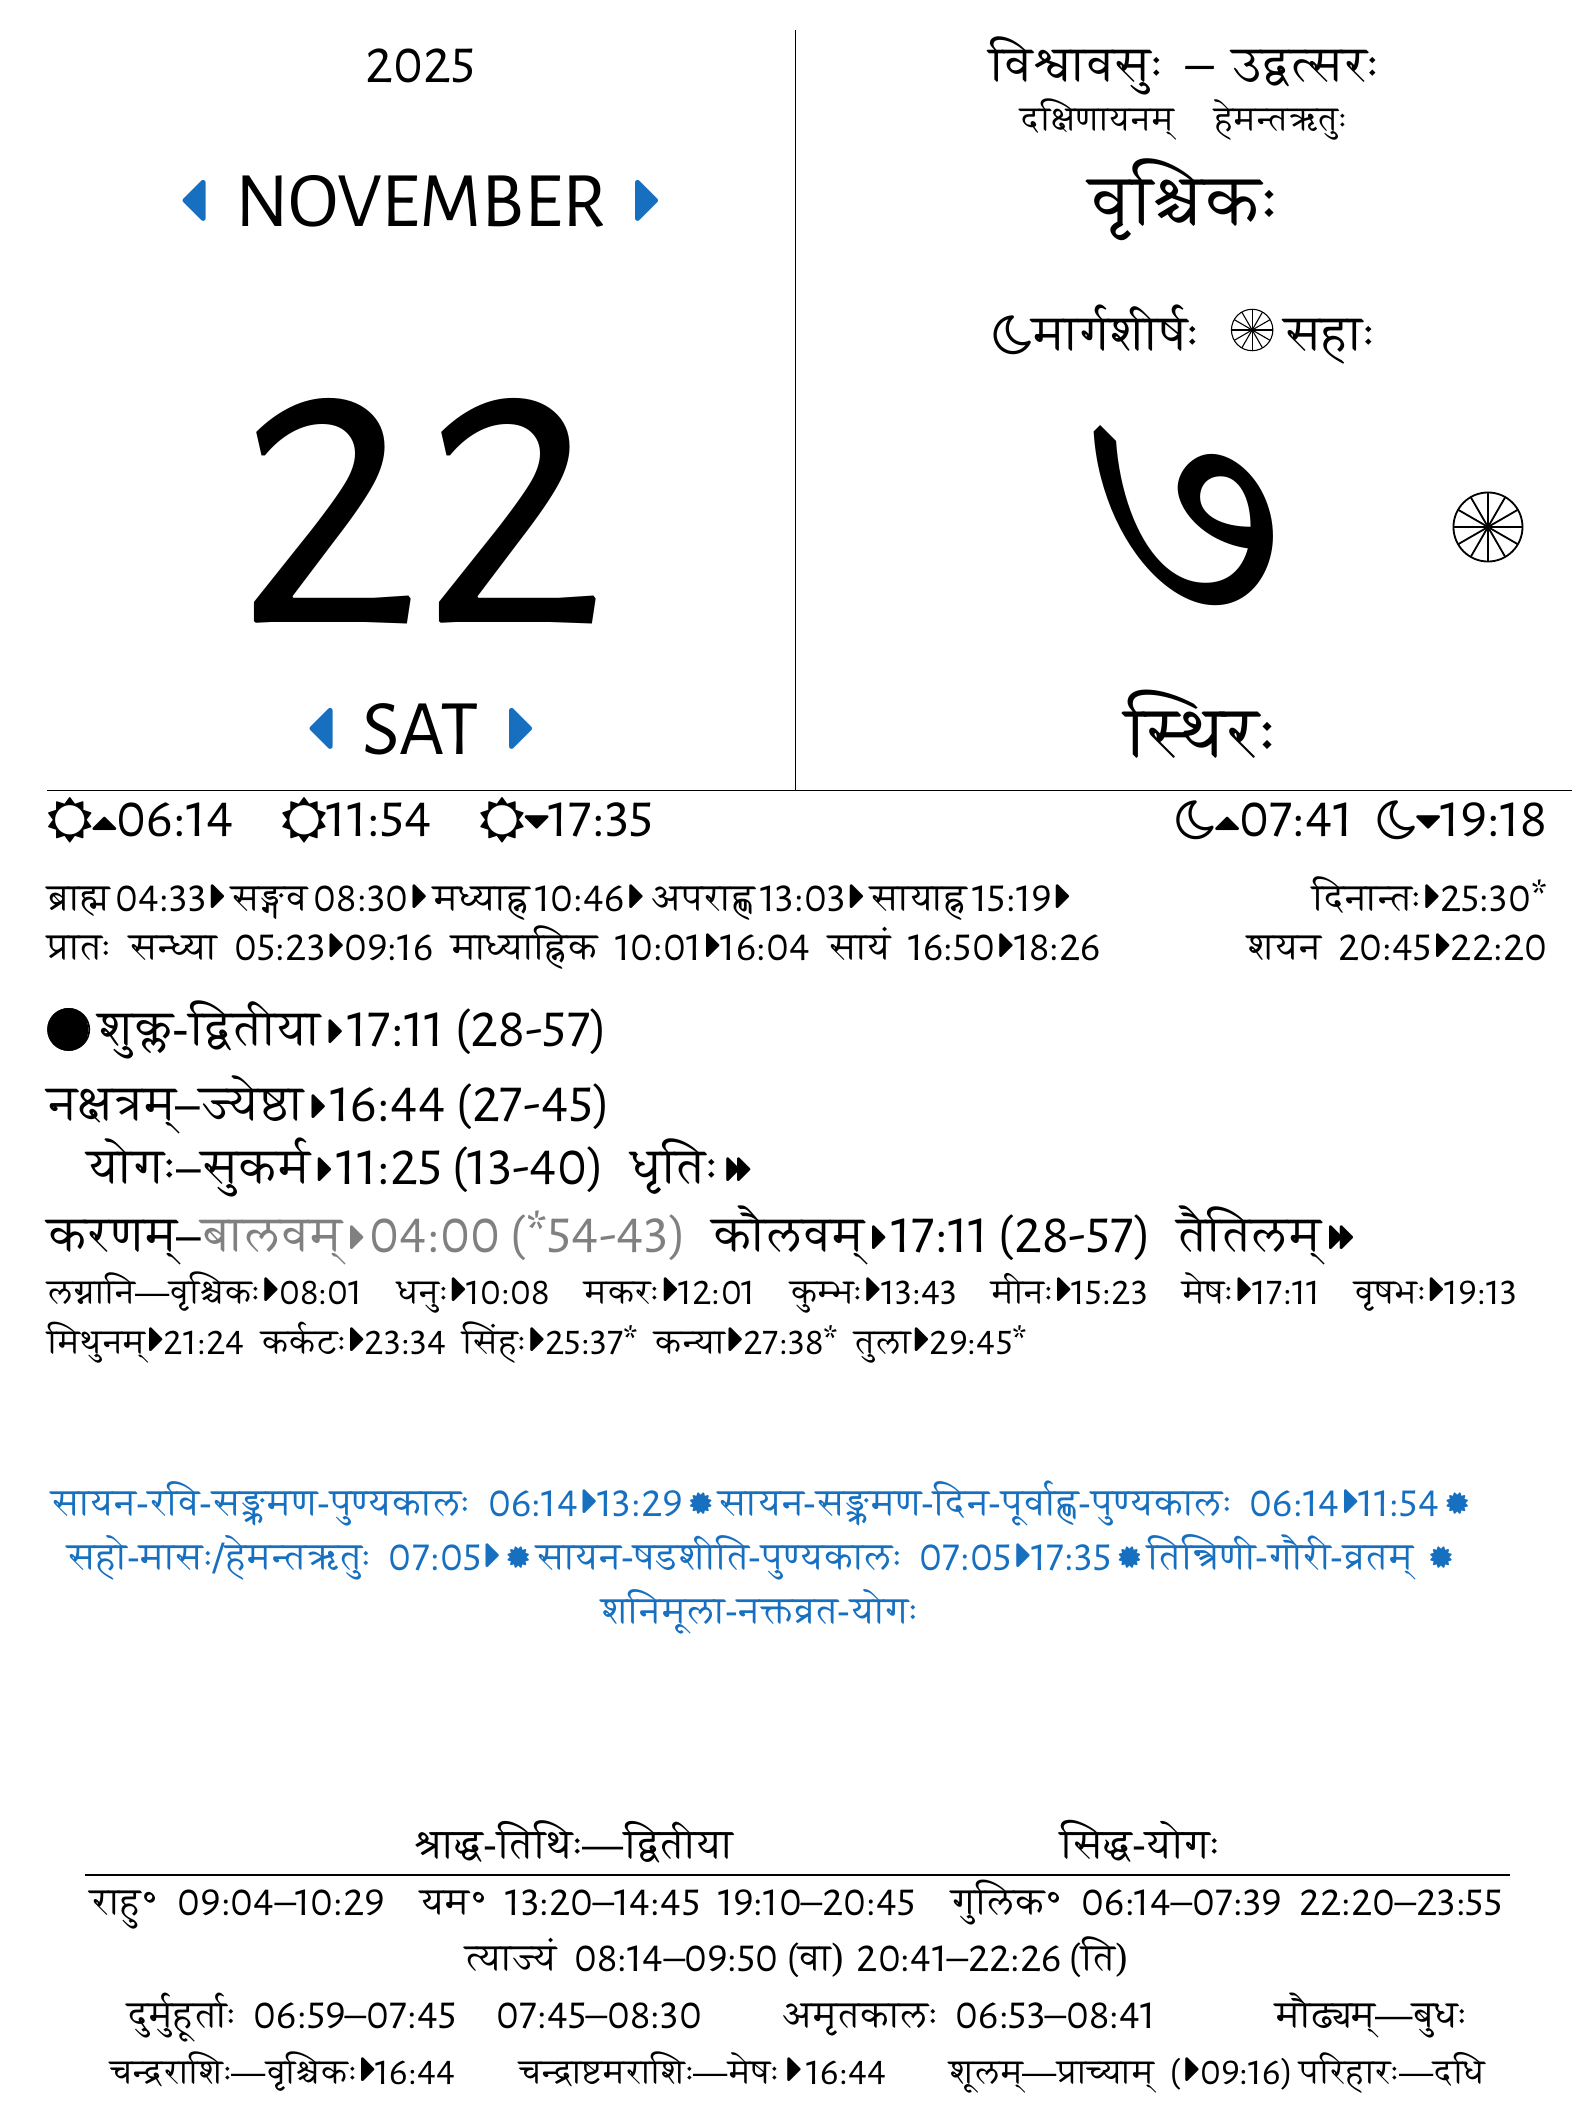 2025
NOVEMBER
22
SAT
विश्वावसुः – उद्वत्सरः
दक्षिणायनम् हेमन्तऋतुः
वृश्चिकः
मार्गशीर्षः सहाः
७
स्थिरः
06:14 11:54 17:35 07:41 19:18
ब्राह्म 04:33 सङ्गव 08:30 मध्याह्न 10:46 अपराह्ण 13:03 सायाह्न 15:19 दिनान्तः 25:30*
प्रातः सन्ध्या 05:23 09:16 माध्याह्निक 10:01 16:04 सायं 16:50 18:26 शयन 20:45 22:20
शुक्ल-द्वितीया 17:11 (28-57)
नक्षत्रम्–ज्येष्ठा 16:44 (27-45)
योगः–सुकर्म 11:25 (13-40) धृतिः
करणम्–बालवम् 04:00 (*54-43) कौलवम् 17:11 (28-57) तैतिलम्
लग्नानि—वृश्चिकः 08:01 धनुः 10:08 मकरः 12:01 कुम्भः 13:43 मीनः 15:23 मेषः 17:11 वृषभः 19:13
मिथुनम् 21:24 कर्कटः 23:34 सिंहः 25:37* कन्या 27:38* तुला 29:45*
सायन-रवि-सङ्क्रमण-पुण्यकालः 06:14 13:29 सायन-सङ्क्रमण-दिन-पूर्वाह्ण-पुण्यकालः 06:14 11:54
सहो-मासः/हेमन्तऋतुः 07:05 सायन-षडशीति-पुण्यकालः 07:05 17:35 तिन्त्रिणी-गौरी-व्रतम्
शनिमूला-नक्तव्रत-योगः
श्राद्ध-तिथिः—द्वितीया सिद्ध-योगः
राहु॰ 09:04–10:29 यम॰ 13:20–14:45 19:10–20:45 गुलिक॰ 06:14–07:39 22:20–23:55
त्याज्यं 08:14–09:50 (वा) 20:41–22:26 (ति)
दुर्मुहूर्ताः 06:59–07:45 07:45–08:30 अमृतकालः 06:53–08:41 मौढ्यम्—बुधः
चन्द्रराशिः—वृश्चिकः 16:44 चन्द्राष्टमराशिः—मेषः 16:44 शूलम्—प्राच्याम् ( 09:16) परिहारः—दधि